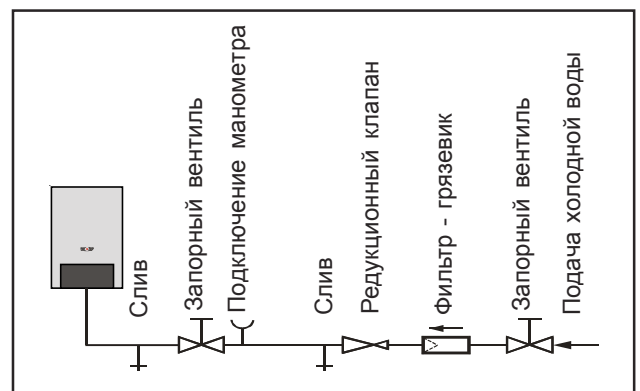 Слив
Запорный вентиль
Подключение манометра
Слив
Редукционный клапан
Фильтр - грязевик
Запорный вентиль
Подача холодной воды